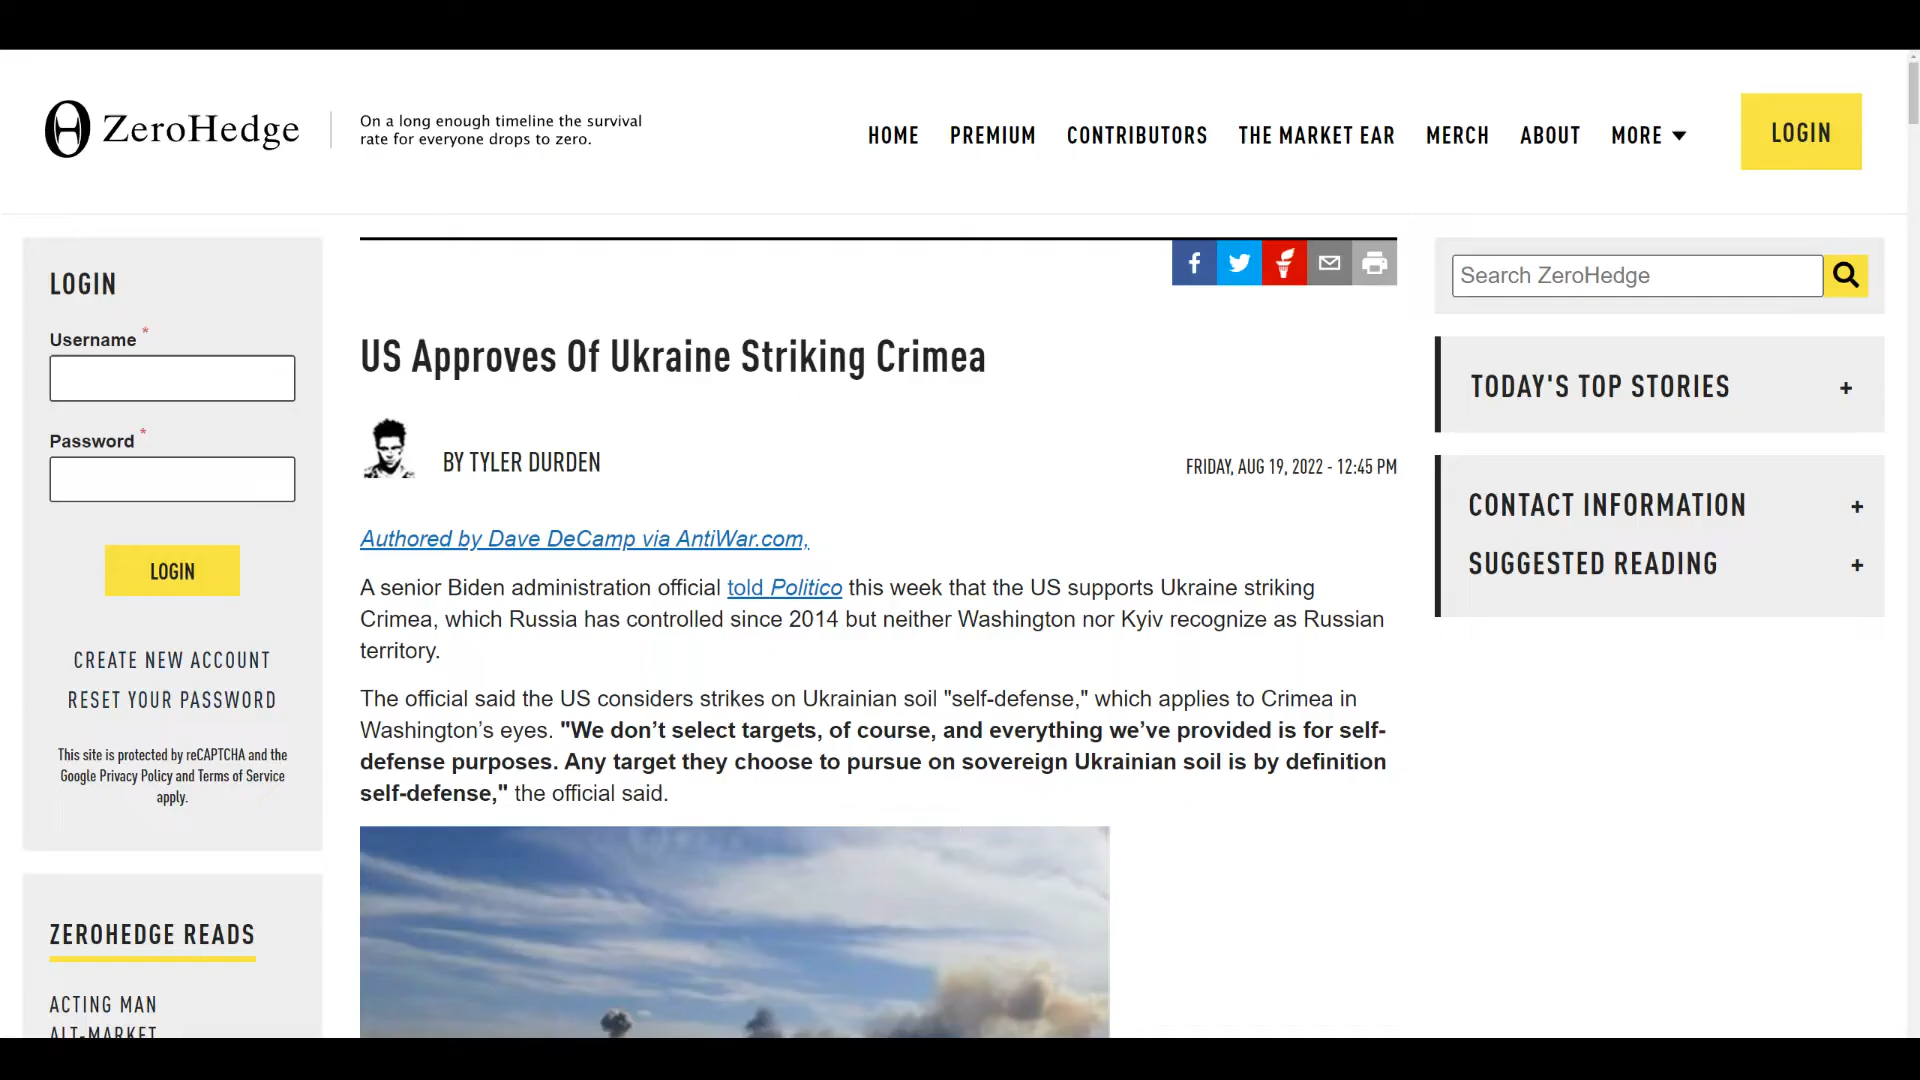 ZeroHedge
On a long enough timeline the survival
rate for everyone drops to zero.
HOME PREMIUM CONTRIBUTORS THE MARKET EAR MERCH ABOUT MORE
LOGIN
LOGIN
Username *
Password *
LOGIN
CREATE NEW ACCOUNT
RESET YOUR PASSWORD
This site is protected by reCAPTCHA and the
Google Privacy Policy and Terms of Service
apply.
ZEROHEDGE READS
ACTING MAN
ALT-MARKET
US Approves Of Ukraine Striking Crimea
BY TYLER DURDEN
FRIDAY, AUG 19, 2022 - 12:45 PM
Authored by Dave DeCamp via AntiWar.com,
A senior Biden administration official told Politico this week that the US supports Ukraine striking
Crimea, which Russia has controlled since 2014 but neither Washington nor Kyiv recognize as Russian
territory.
The official said the US considers strikes on Ukrainian soil "self-defense," which applies to Crimea in
Washington’s eyes. "We don’t select targets, of course, and everything we’ve provided is for self-
defense purposes. Any target they choose to pursue on sovereign Ukrainian soil is by definition
self-defense," the official said.
Search ZeroHedge
TODAY'S TOP STORIES +
CONTACT INFORMATION +
SUGGESTED READING +